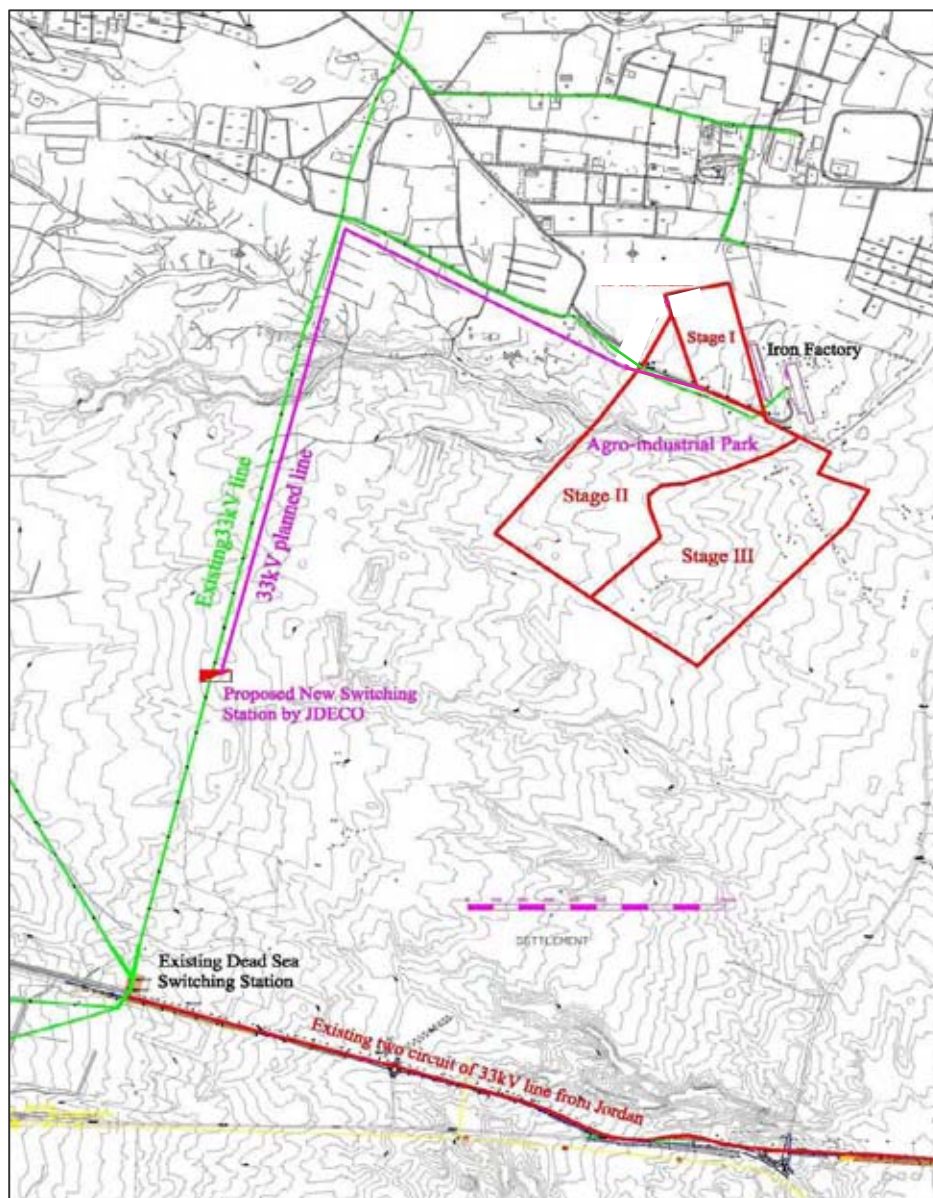 Stage I
Iron Factory
Agro-industrial Park
Stage II
Stage III
Existing33kV line
33kV planned line
Proposed New Switching
Station by JDECO
SETTLEMENT
Existing Dead Sea
Switching Station
Existing two circuit of 33kV line from Jordan